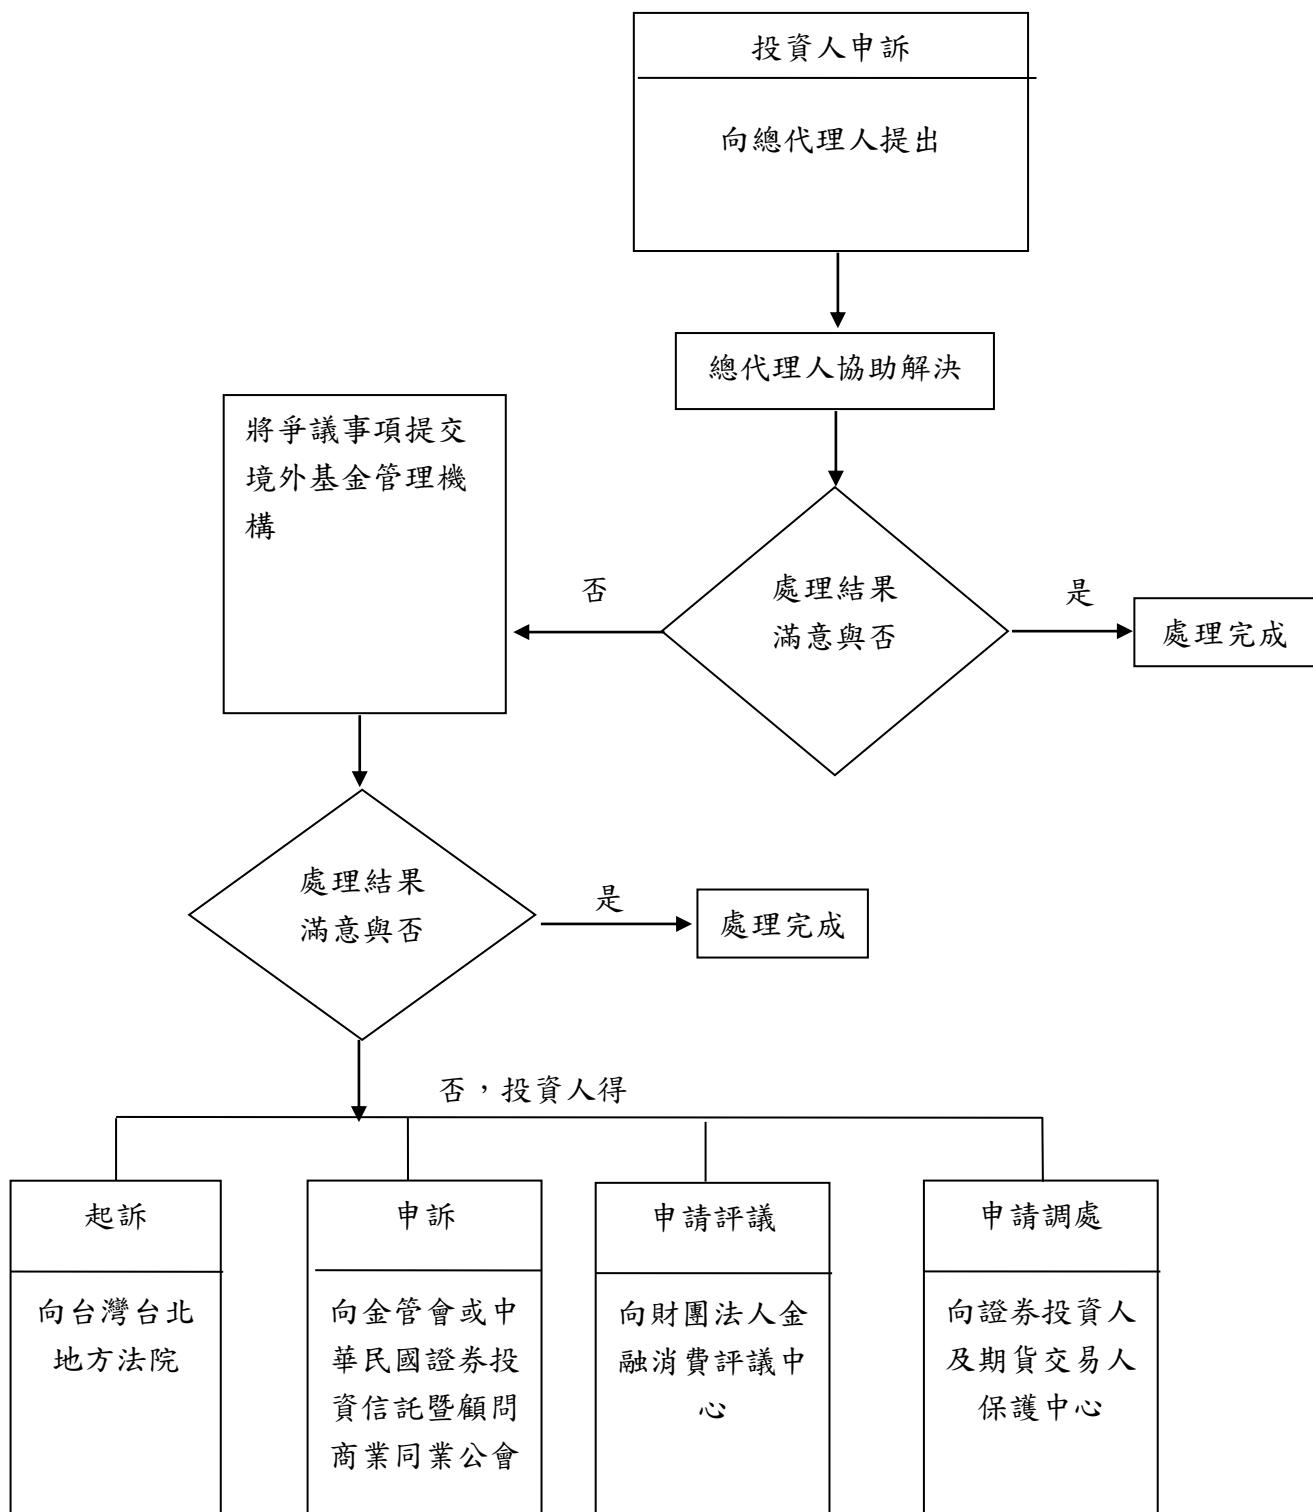 投資人申訴
向總代理人提出
總代理人協助解決
將爭議事項提交
境外基金管理機
構
否
處理結果
滿意與否
是
處理完成
處理結果
滿意與否
是
處理完成
否，投資人得
起訴
向台灣台北
地方法院
申訴
向金管會或中
華民國證券投
資信託暨顧問
商業同業公會
申請評議
向財團法人金
融消費評議中
心
申請調處
向證券投資人
及期貨交易人
保護中心